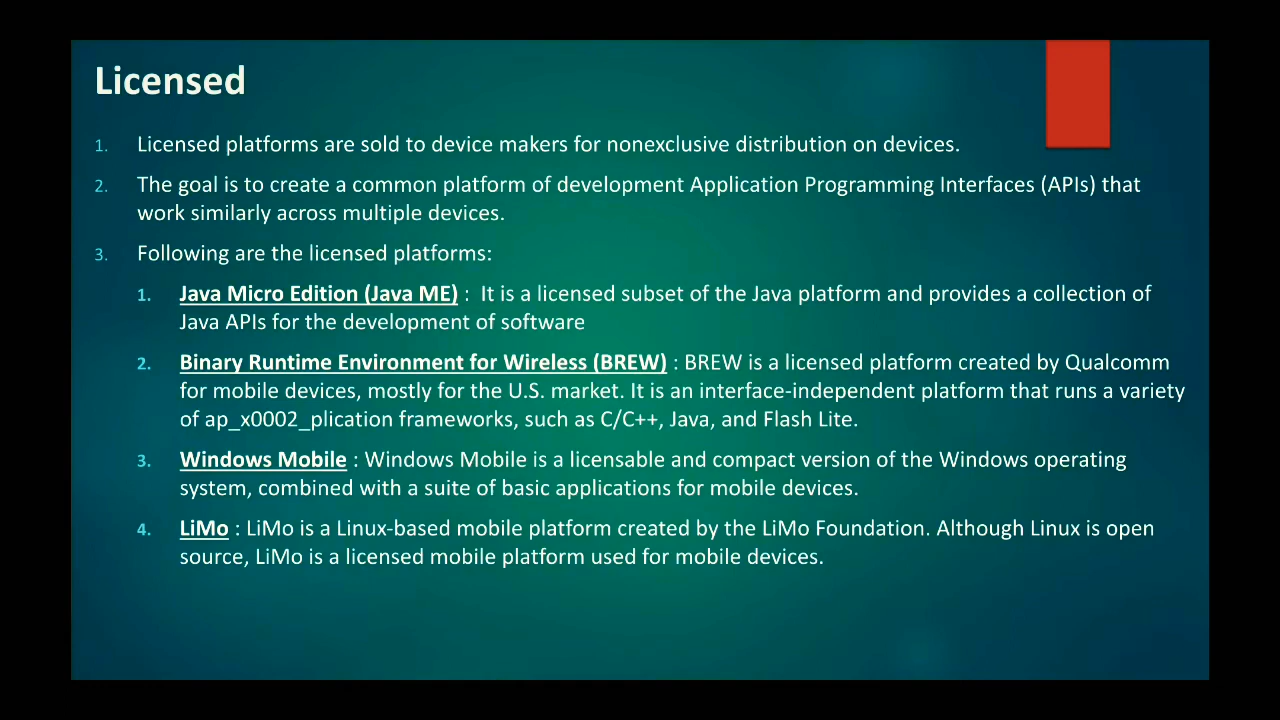 Licensed
1. Licensed platforms are sold to device makers for nonexclusive distribution on devices.
2. The goal is to create a common platform of development Application Programming Interfaces (APIs) that
work similarly across multiple devices.
3. Following are the licensed platforms:
1. Java Micro Edition (Java ME) : It is a licensed subset of the Java platform and provides a collection of
Java APIs for the development of software
2. Binary Runtime Environment for Wireless (BREW) : BREW is a licensed platform created by Qualcomm
for mobile devices, mostly for the U.S. market. It is an interface-independent platform that runs a variety
of ap_x0002_plication frameworks, such as C/C++, Java, and Flash Lite.
3. Windows Mobile : Windows Mobile is a licensable and compact version of the Windows operating
system, combined with a suite of basic applications for mobile devices.
4. LiMo : LiMo is a Linux-based mobile platform created by the LiMo Foundation. Although Linux is open
source, LiMo is a licensed mobile platform used for mobile devices.